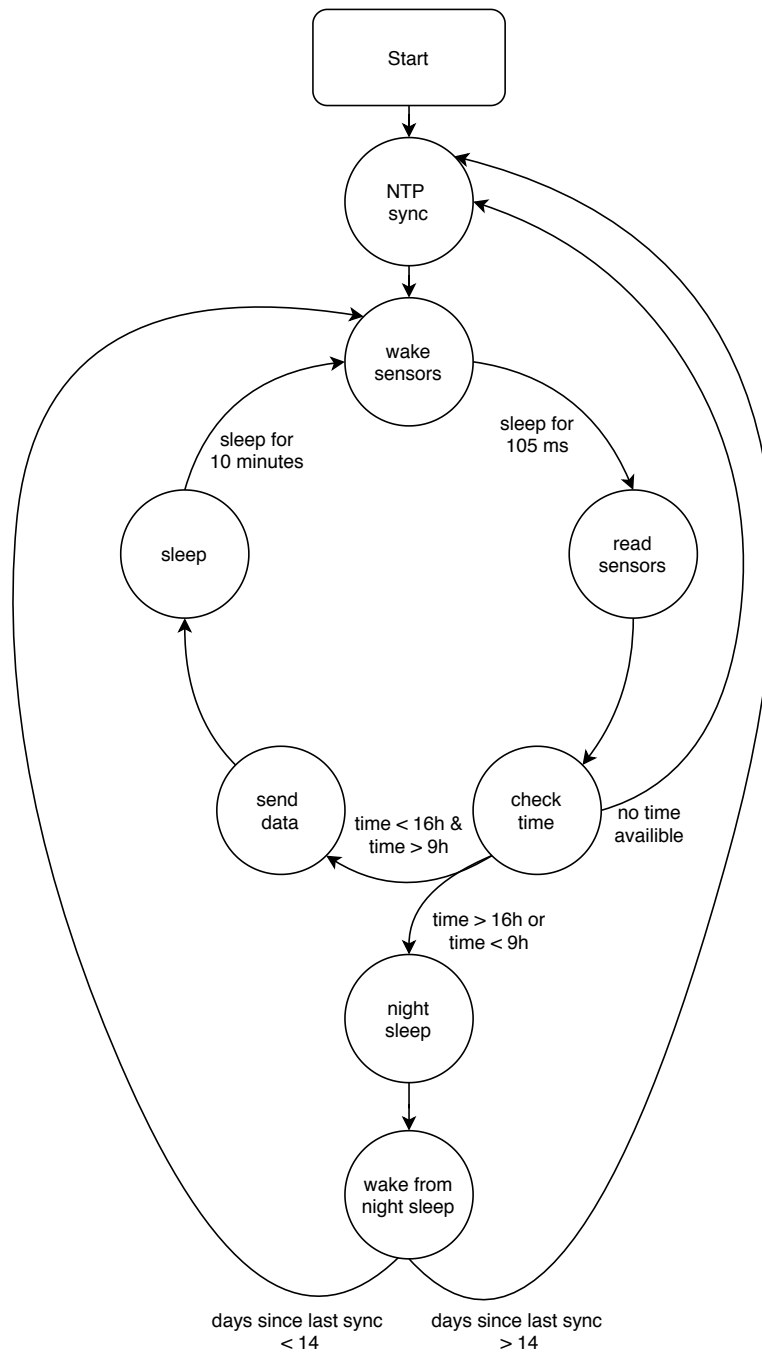 Start
NTP
sync
wake
sensors
sleep for
105 ms
sleep for
10 minutes
sleep
read
sensors
send
data
time < 16h &
time > 9h
check
time
no time
availible
time > 16h or
time < 9h
night
sleep
wake from
night sleep
days since last sync
< 14
days since last sync
> 14